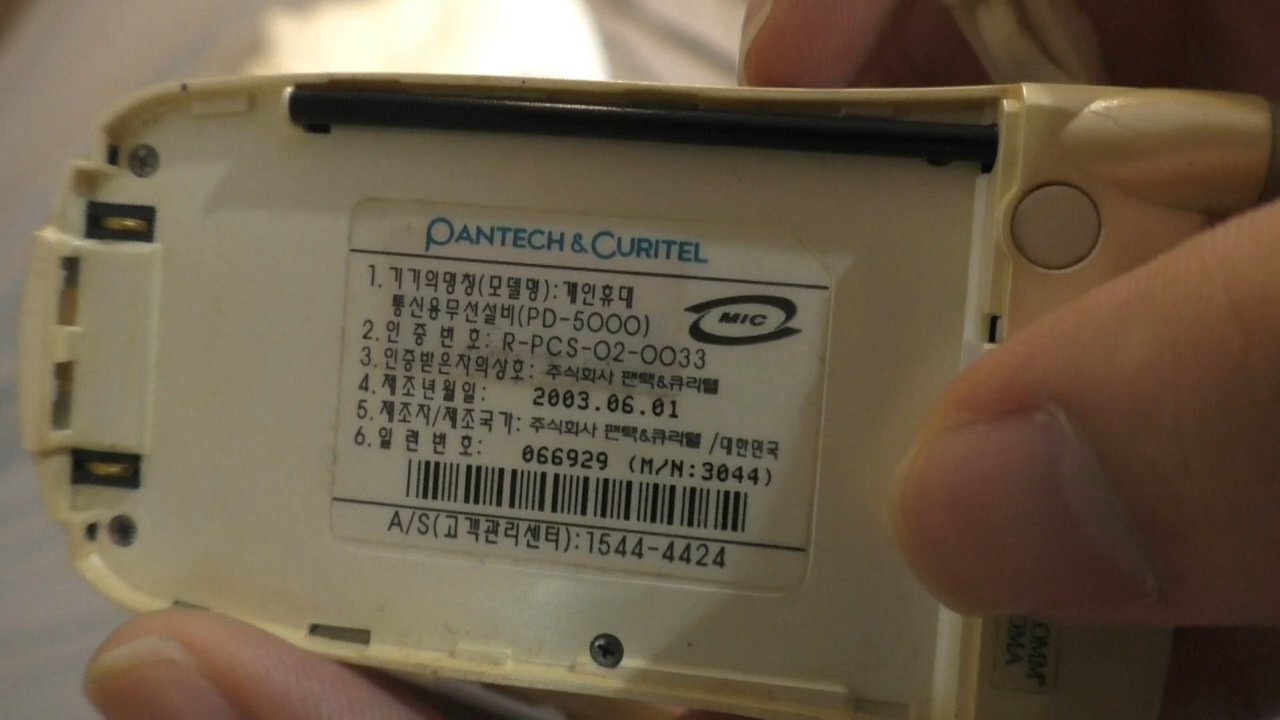 PANTECH & CURITEL
1. 기기의명칭(모델명): 개인휴대
통신용무선설비(PD-5000)
MIC
2. 인 증 번 호: R-PCS-02-0033
3. 인증받은자의상호: 주식회사 팬택&큐리텔
4. 제조년월일: 2003.06.01
5. 제조자/제조국가: 주식회사 팬택&큐리텔 /대한민국
6. 일 련 번 호: 066929 (M/N:3044)
A/S(고객관리센터):1544-4424